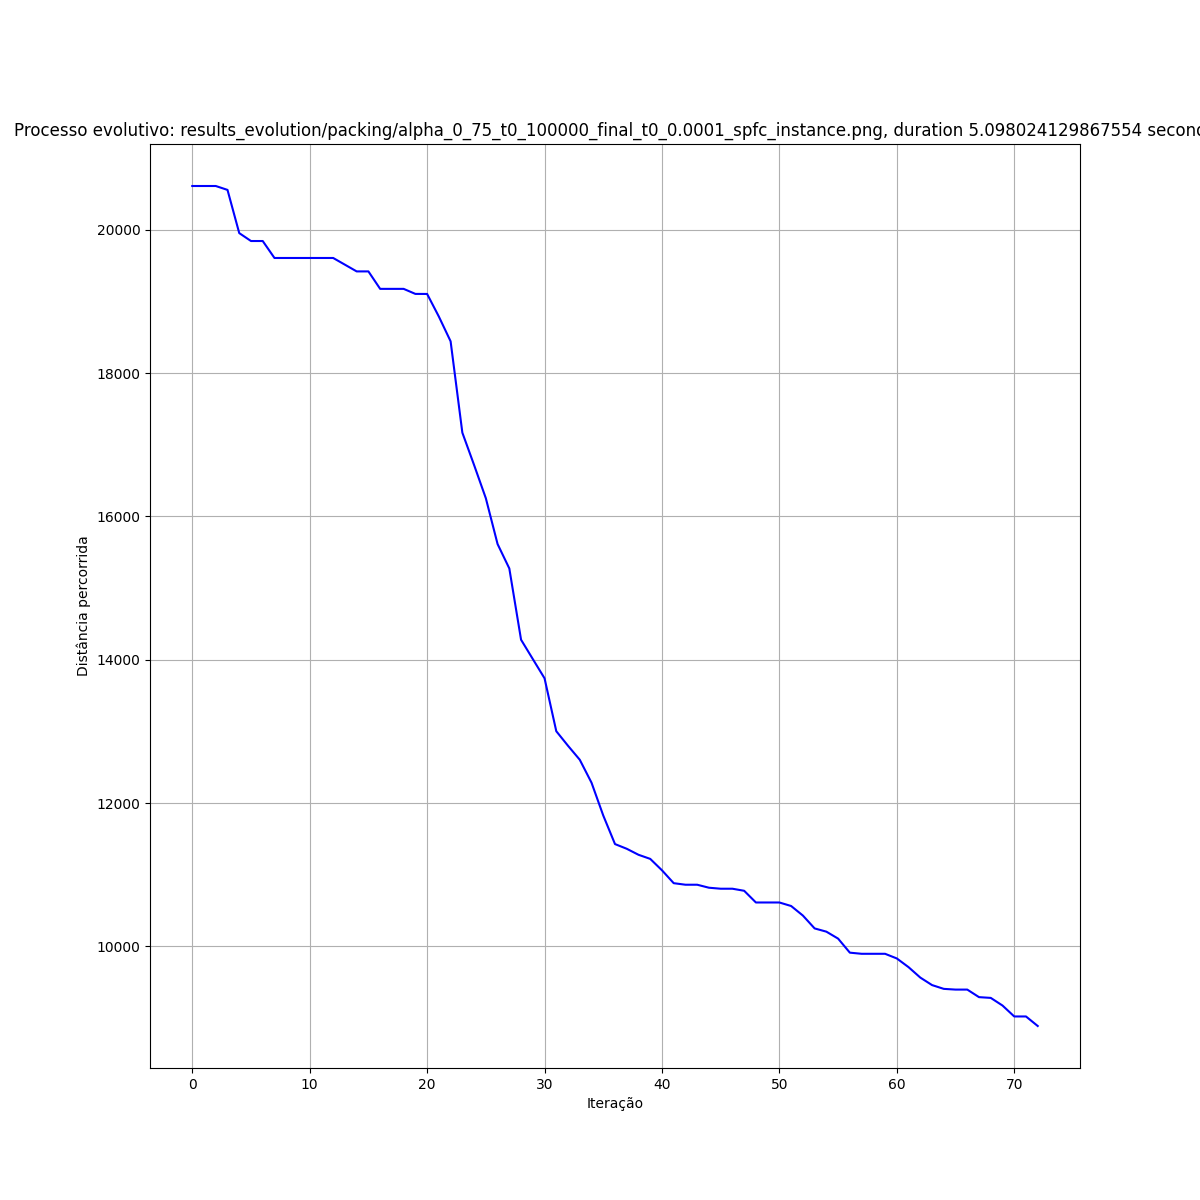 Processo evolutivo: results_evolution/packing/alpha_0_75_t0_100000_final_t0_0.0001_spfc_instance.png, duration 5.098024129867554 secon
20000
18000
16000
14000
12000
10000
Distância percorrida
0 10 20 30 40 50 60 70
Iteração